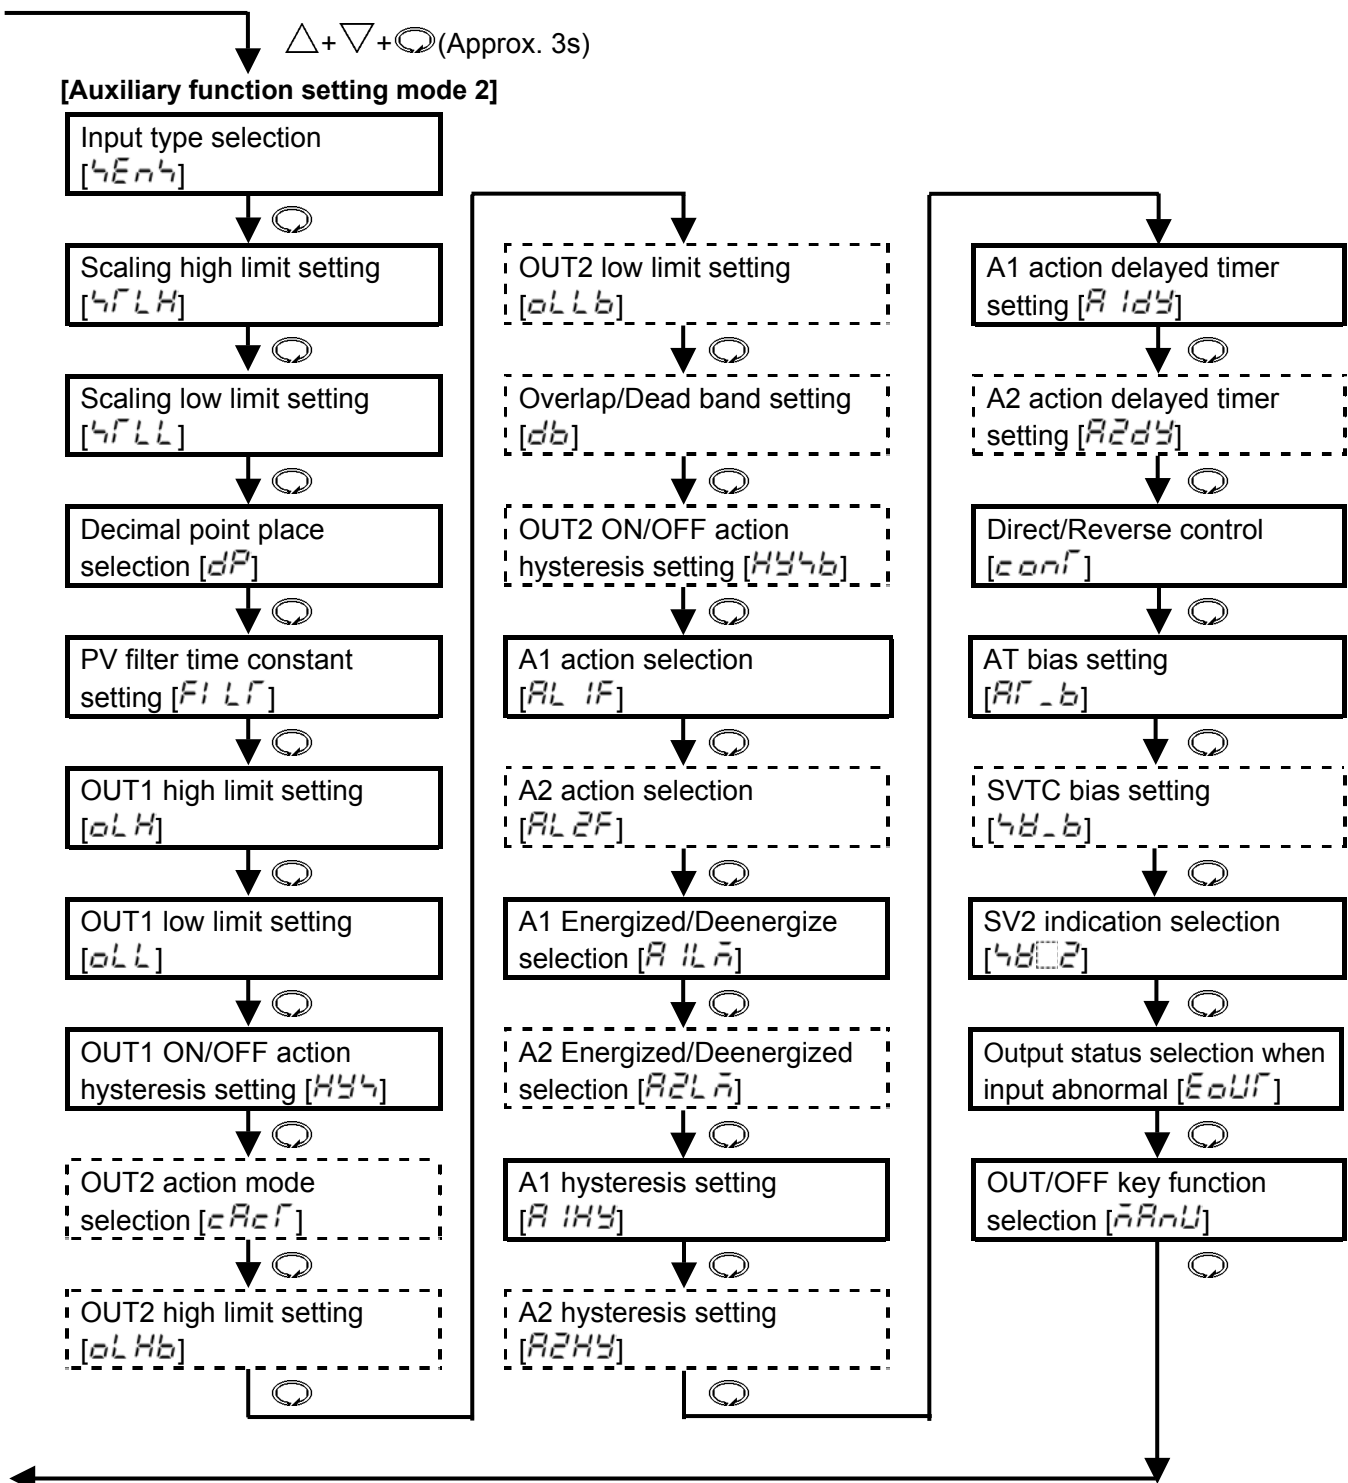 △+▽+(Approx. 3s)
[Auxiliary function setting mode 2]
Input type selection
[SEnS]
Scaling high limit setting
[STLH]
Scaling low limit setting
[STLL]
Decimal point place
selection [dP]
PV filter time constant
setting [FILT]
OUT1 high limit setting
[oLH]
OUT1 low limit setting
[oLL]
OUT1 ON/OFF action
hysteresis setting [HYS]
OUT2 action mode
selection [cAcT]
OUT2 high limit setting
[oLHb]
OUT2 low limit setting
[oLLb]
Overlap/Dead band setting
[db]
OUT2 ON/OFF action
hysteresis setting [HYSb]
A1 action selection
[AL1F]
A2 action selection
[AL2F]
A1 Energized/Deenergize
selection [A1LM]
A2 Energized/Deenergized
selection [A2LM]
A1 hysteresis setting
[A1HY]
A2 hysteresis setting
[A2HY]
A1 action delayed timer
setting [A1dY]
A2 action delayed timer
setting [A2dY]
Direct/Reverse control
[conT]
AT bias setting
[AT_b]
SVTC bias setting
[SV_b]
SV2 indication selection
[SV 2]
Output status selection when
input abnormal [EoUT]
OUT/OFF key function
selection [MAnU]